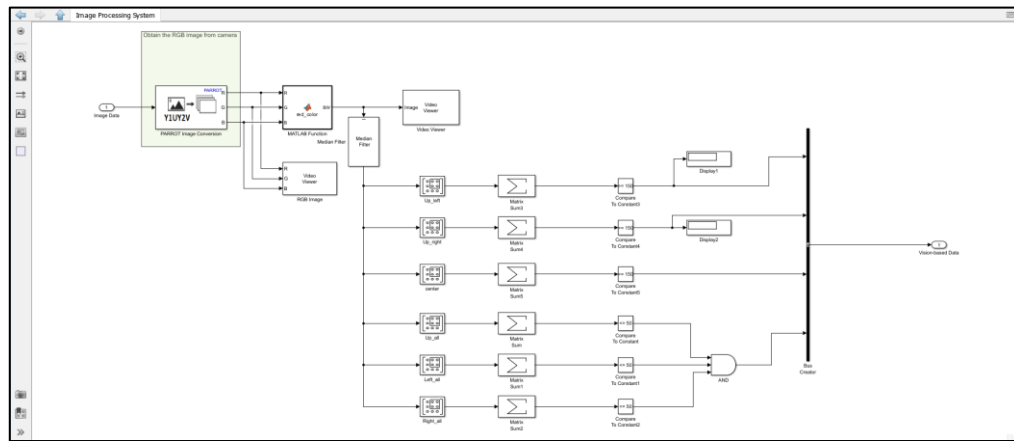 Image Processing System
Obtain the RGB image from camera
1
Image Data
PARROT
Y1UY2V
R
G
B
PARROT Image Conversion
R
G
B
BW
MATLAB Function
Image
Video
Viewer
Video Viewer
Median Filter
Median
Filter
R
G
B
Video
Viewer
RGB Image
Up_left
Matrix
Sum3
Compare
To Constant3
Display1
Up_right
Matrix
Sum4
Compare
To Constant4
Display2
center
Matrix
Sum5
Compare
To Constant5
1
Vision-based Data
Up_all
Matrix
Sum
Compare
To Constant
Left_all
Matrix
Sum1
Compare
To Constant1
AND
Bus
Creator
Right_all
Matrix
Sum2
Compare
To Constant2